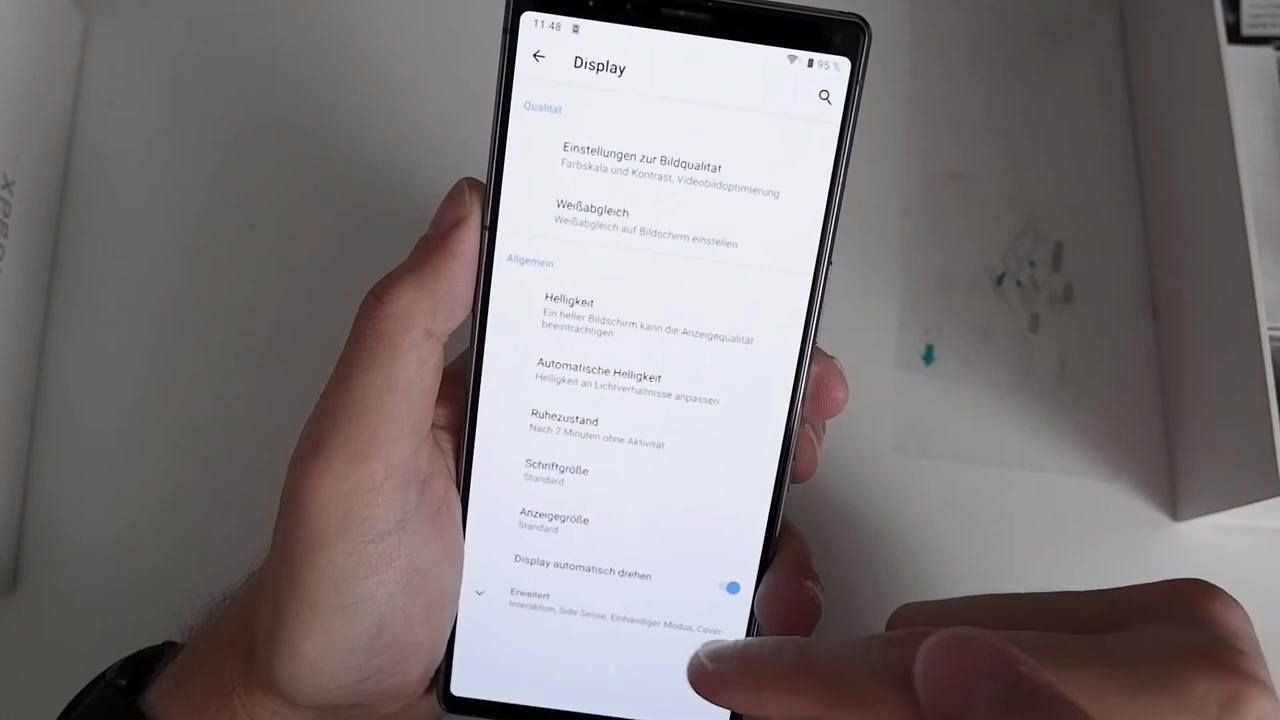 11:48
95 %
Display
Qualität
Einstellungen zur Bildqualität
Farbskala und Kontrast, Videobildoptimierung
Weißabgleich
Weißabgleich auf Bildschirm einstellen
Allgemein
Helligkeit
Ein heller Bildschirm kann die Anzeigequalität
beeinträchtigen
Automatische Helligkeit
Helligkeit an Lichtverhältnisse anpassen
Ruhezustand
Nach 2 Minuten ohne Aktivität
Schriftgröße
Standard
Anzeigegröße
Standard
Display automatisch drehen
Erweitert
Interaktion, Side Sense, Einhändiger Modus, Cover